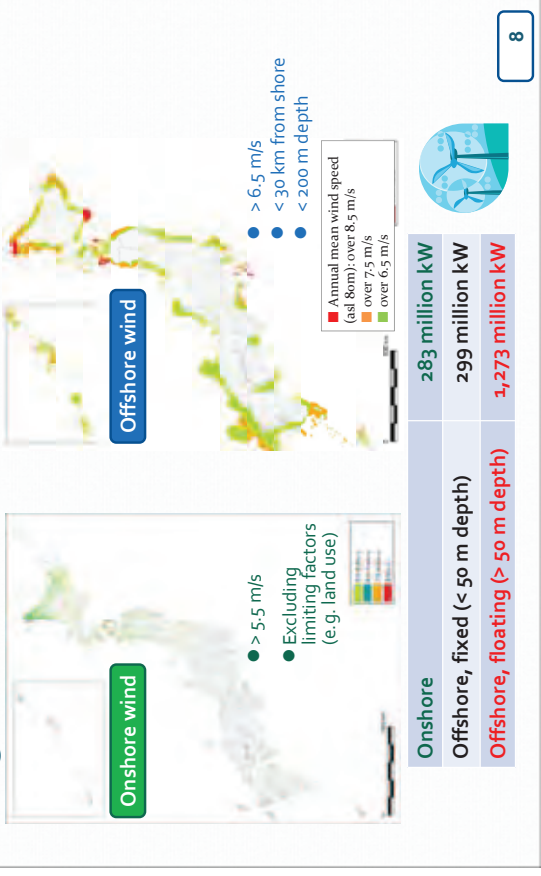 Onshore wind
● > 5.5 m/s
● Excluding
limiting factors
(e.g. land use)
Offshore wind
● > 6.5 m/s
● < 30 km from shore
● < 200 m depth
Annual mean wind speed
(asl 80m): over 8.5 m/s
over 7.5 m/s
over 6.5 m/s
Onshore 283 million kW
Offshore, fixed (< 50 m depth) 299 million kW
Offshore, floating (> 50 m depth) 1,273 million kW
8